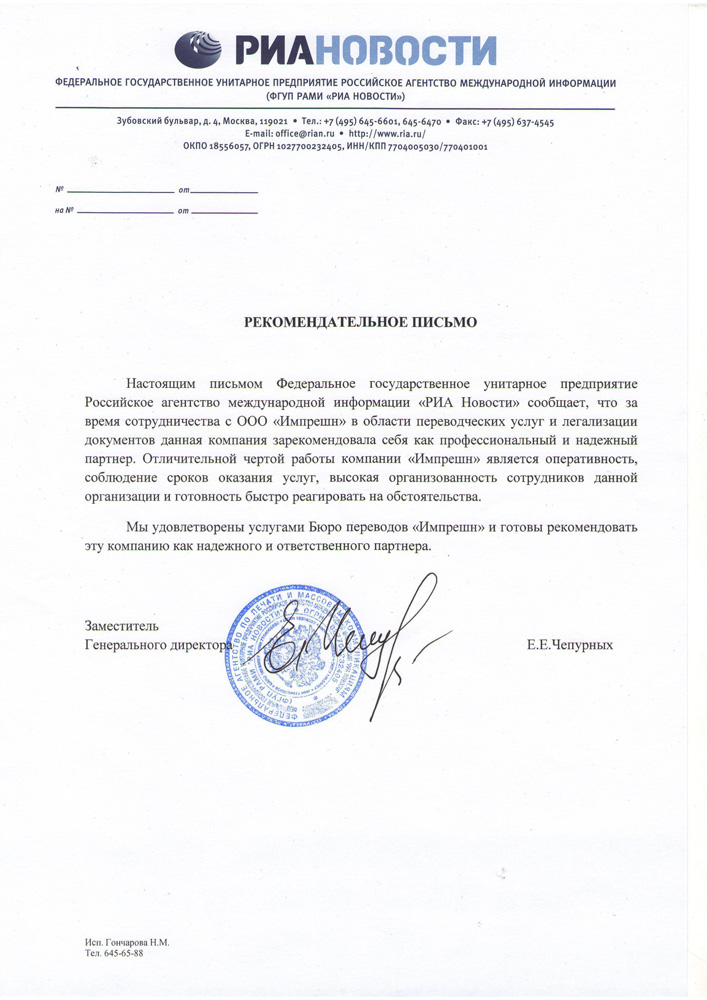 РИАНОВОСТИ
ФЕДЕРАЛЬНОЕ ГОСУДАРСТВЕННОЕ УНИТАРНОЕ ПРЕДПРИЯТИЕ РОССИЙСКОЕ АГЕНТСТВО МЕЖДУНАРОДНОЙ ИНФОРМАЦИИ
(ФГУП РАМИ «РИА НОВОСТИ»)
Зубовский бульвар, д. 4, Москва, 119021 • Тел.: +7 (495) 645-6601, 645-6470 • Факс: +7 (495) 637-4545
E-mail: office@rian.ru • http://www.ria.ru/
ОКПО 18556057, ОГРН 1027700232405, ИНН/КПП 7704005030/770401001
№ от
на № от
РЕКОМЕНДАТЕЛЬНОЕ ПИСЬМО
Настоящим письмом Федеральное государственное унитарное предприятие
Российское агентство международной информации «РИА Новости» сообщает, что за
время сотрудничества с ООО «Импрешн» в области переводческих услуг и легализации
документов данная компания зарекомендовала себя как профессиональный и надежный
партнер. Отличительной чертой работы компании «Импрешн» является оперативность,
соблюдение сроков оказания услуг, высокая организованность сотрудников данной
организации и готовность быстро реагировать на обстоятельства.
Мы удовлетворены услугами Бюро переводов «Импрешн» и готовы рекомендовать
эту компанию как надежного и ответственного партнера.
Заместитель
Генерального директора Е.Е.Чепурных
ФЕДЕРАЛЬНОЕ АГЕНТСТВО ПО ПЕЧАТИ И МАССОВЫМ КОММУНИКАЦИЯМ
Исп. Гончарова Н.М.
Тел. 645-65-88